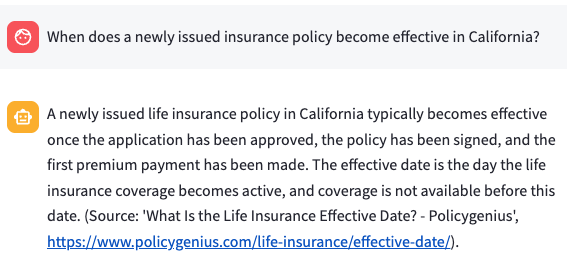 When does a newly issued insurance policy become effective in California?
A newly issued life insurance policy in California typically becomes effective
once the application has been approved, the policy has been signed, and the
first premium payment has been made. The effective date is the day the life
insurance coverage becomes active, and coverage is not available before this
date. (Source: 'What Is the Life Insurance Effective Date? - Policygenius',
https://www.policygenius.com/life-insurance/effective-date/).